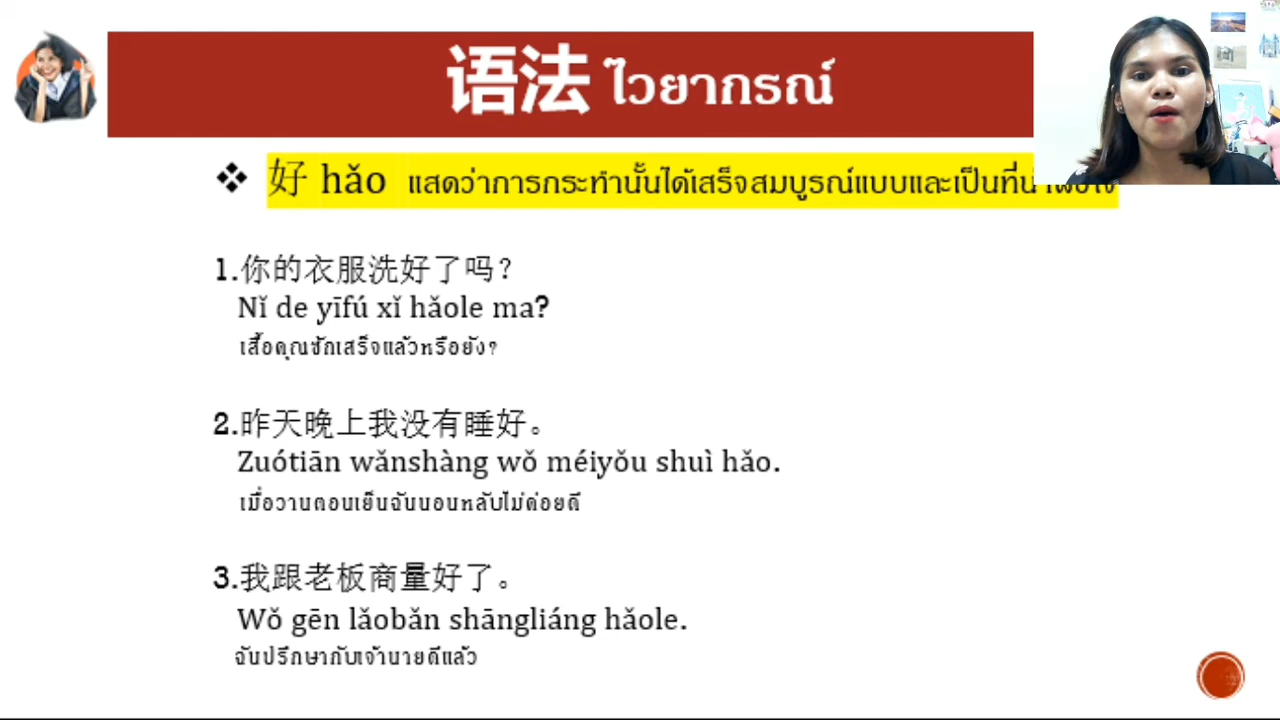 语法 ไวยากรณ์
❖ 好 hǎo แสดว่าการกระทำนั้นได้เสร็จสมบูรณ์แบบและเป็นที่
1.你的衣服洗好了吗?
Nǐ de yīfú xǐ hǎole ma?
เสื้อคุณซักเสร็จแล้วหรือยัง?
2.昨天晚上我没有睡好。
Zuótiān wǎnshàng wǒ méiyǒu shuì hǎo.
เมื่อวานตอนเย็นฉันนอนหลับไม่ค่อยดี
3.我跟老板商量好了。
Wǒ gēn lǎobǎn shāngliáng hǎole.
ฉันปรึกษากับเจ้านายดีแล้ว